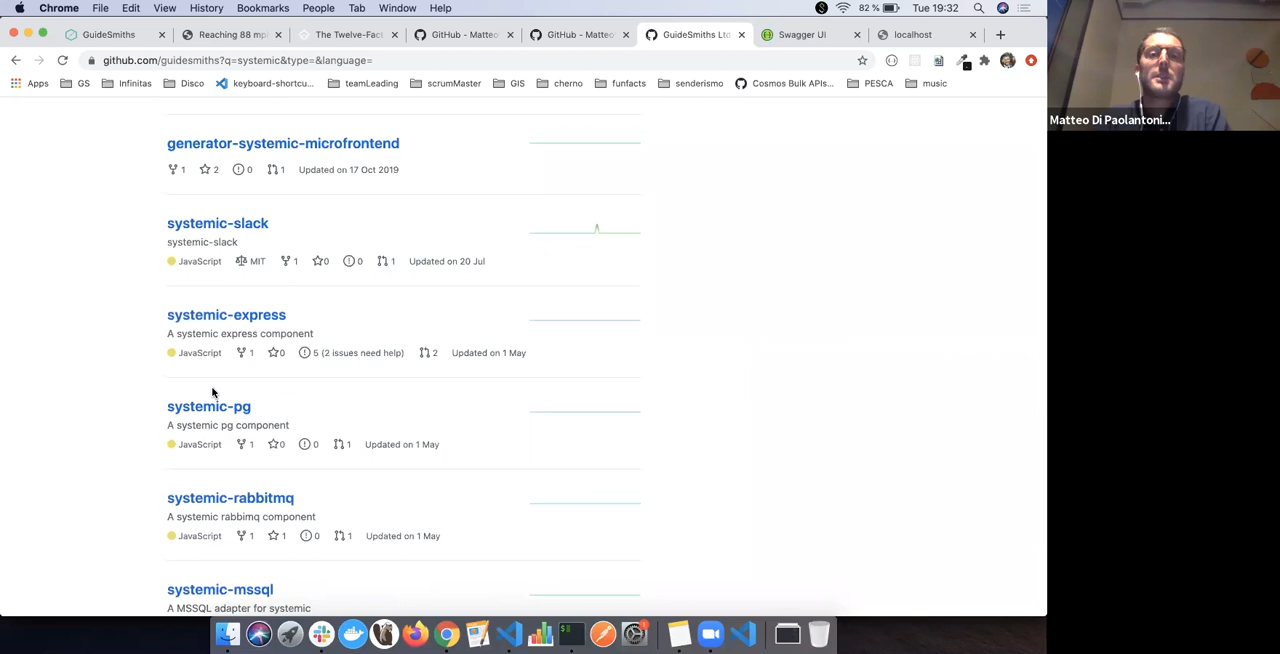 Chrome File Edit View History Bookmarks People Tab Window Help 82 % Tue 19:32
GuideSmiths Reaching 88 mp The Twelve-Fac GitHub - Matteo GitHub - Matteo GuideSmiths Ltd Swagger UI localhost
github.com/guidesmiths?q=systemic&type=&language=
Apps GS Infinitas Disco keyboard-shortcu... teamLeading scrumMaster GIS cherno funfacts senderismo Cosmos Bulk APIs... PESCA music
Matteo Di Paolantoni...
generator-systemic-microfrontend
1 2 0 1 Updated on 17 Oct 2019
systemic-slack
systemic-slack
JavaScript MIT 1 0 0 1 Updated on 20 Jul
systemic-express
A systemic express component
JavaScript 1 0 5 (2 issues need help) 2 Updated on 1 May
systemic-pg
A systemic pg component
JavaScript 1 0 0 1 Updated on 1 May
systemic-rabbitmq
A systemic rabbimq component
JavaScript 1 1 0 1 Updated on 1 May
systemic-mssql
A MSSQL adapter for systemic